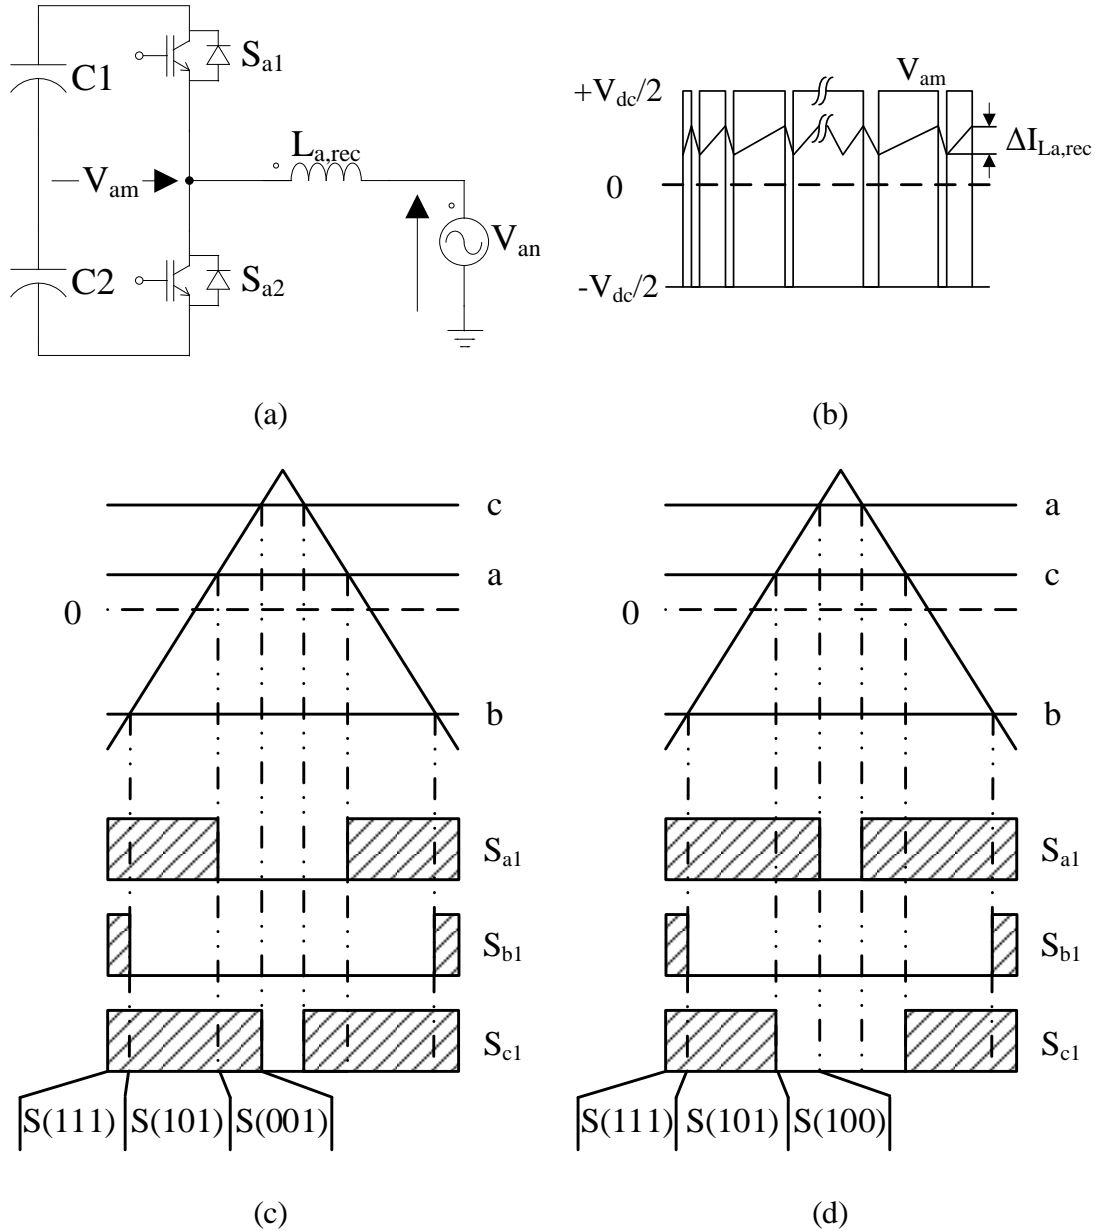 C1
S_a1
L_a,rec
V_am
C2
S_a2
V_an
(a)
V_am
+V_dc/2
ΔI_La,rec
0
-V_dc/2
(b)
c
a
0
b
S_a1
S_b1
S_c1
S(111) S(101) S(001)
(c)
a
c
0
b
S_a1
S_b1
S_c1
S(111) S(101) S(100)
(d)